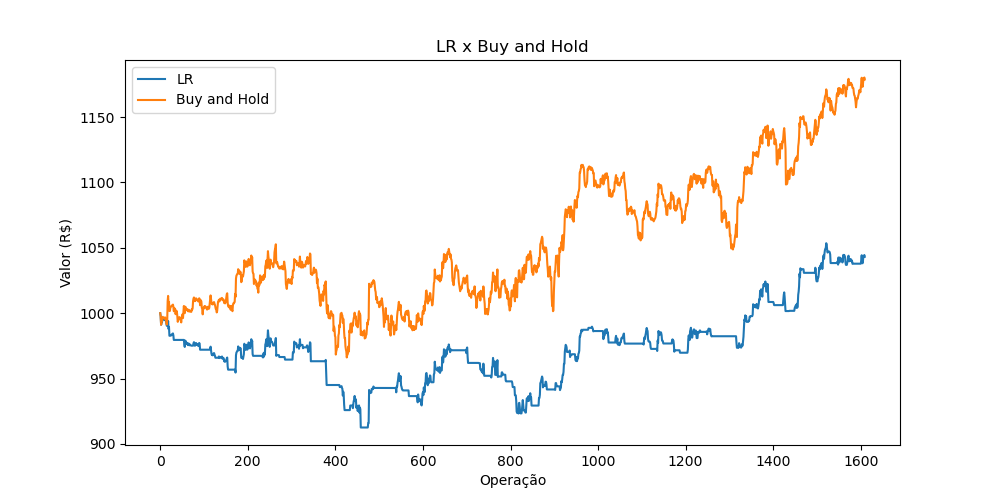 LR x Buy and Hold
LR
Buy and Hold
1150
1100
1050
1000
950
900
Valor (R$)
0 200 400 600 800 1000 1200 1400 1600
Operação